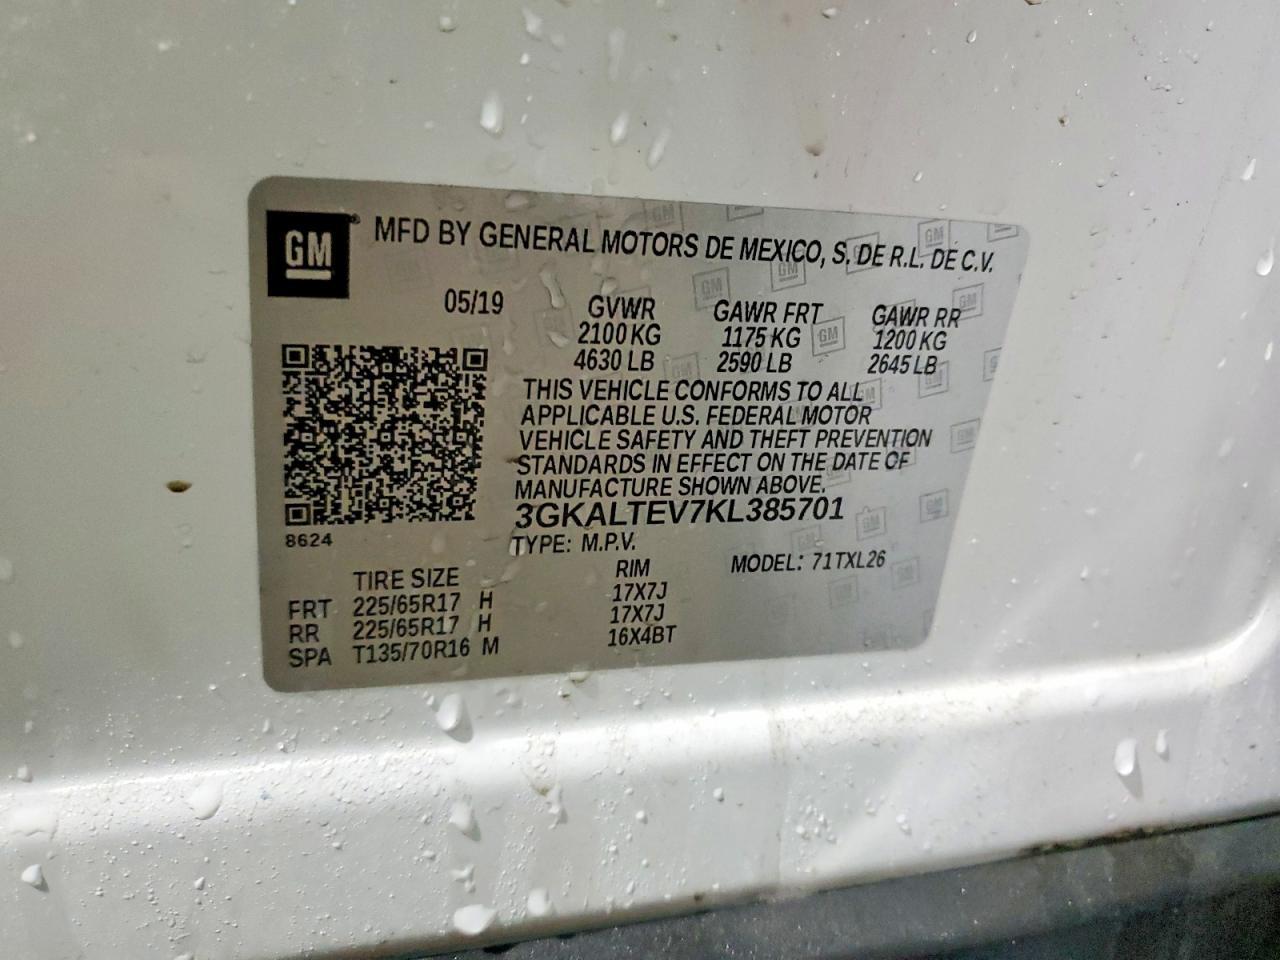 GM ® MFD BY GENERAL MOTORS DE MEXICO, S. DE R.L. DE C.V.
05/19 GVWR GAWR FRT GAWR RR
2100 KG 1175 KG 1200 KG
4630 LB 2590 LB 2645 LB
THIS VEHICLE CONFORMS TO ALL
APPLICABLE U.S. FEDERAL MOTOR
VEHICLE SAFETY AND THEFT PREVENTION
STANDARDS IN EFFECT ON THE DATE OF
MANUFACTURE SHOWN ABOVE.
3GKALTEV7KL385701
8624
TYPE: M.P.V. MODEL: 71TXL26
TIRE SIZE RIM
FRT 225/65R17 H 17X7J
RR 225/65R17 H 17X7J
SPA T135/70R16 M 16X4BT